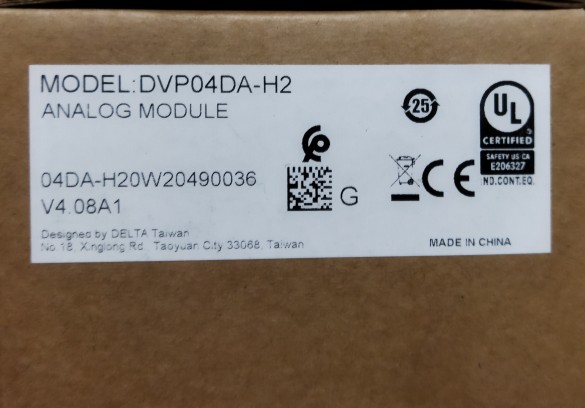 MODEL:DVP04DA-H2
ANALOG MODULE
25
UL
CERTIFIED
SAFETY US CA
E206327
IND.CONT.EQ.
04DA-H20W20490036
V4.08A1
G
CE
Designed by DELTA Taiwan
No 18, Xinglong Rd., Taoyuan City 33068, Taiwan
MADE IN CHINA